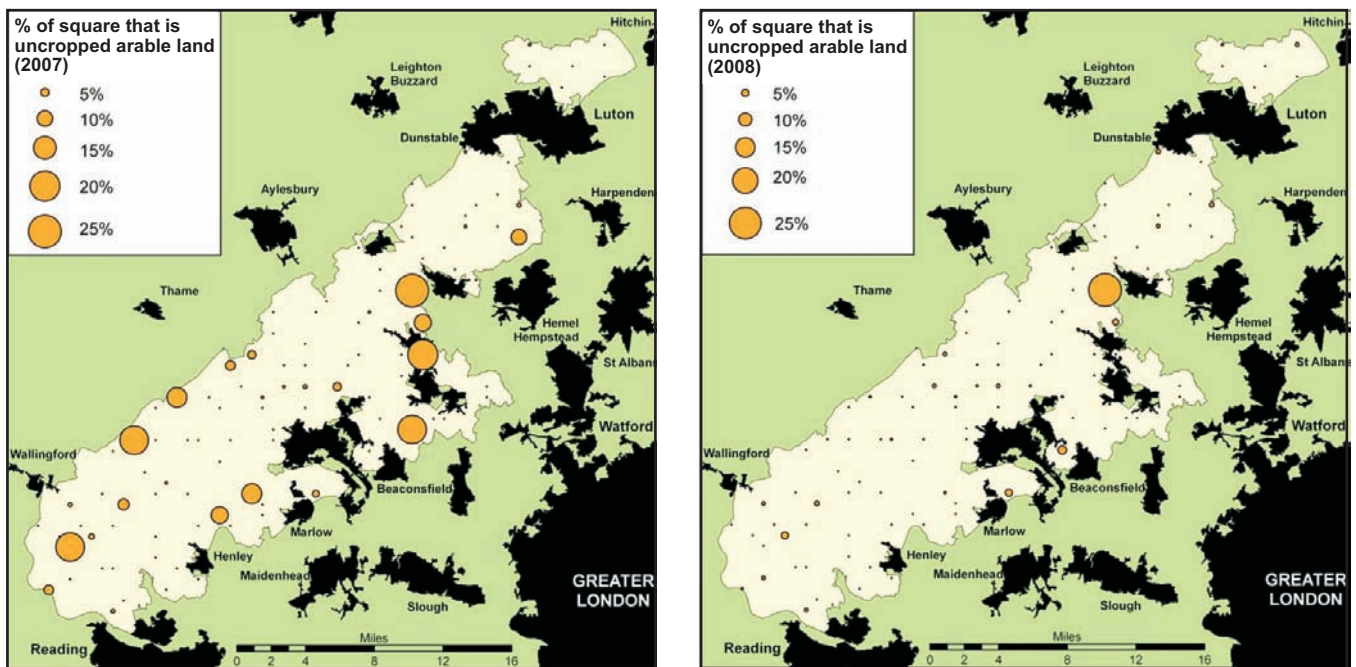 % of square that is
uncropped arable land
(2007)
5%
10%
15%
20%
25%
Hitchin
Leighton
Buzzard
Luton
Dunstable
Aylesbury
Harpenden
Thame
Hemel
Hempstead
St Albans
Watford
Wallingford
Beaconsfield
Marlow
Henley
Maidenhead
Slough
GREATER
LONDON
Reading
Miles
0 2 4 8 12 16
% of square that is
uncropped arable land
(2008)
5%
10%
15%
20%
25%
Hitchin
Leighton
Buzzard
Luton
Dunstable
Aylesbury
Harpenden
Thame
Hemel
Hempstead
St Albans
Watford
Wallingford
Beaconsfield
Marlow
Henley
Maidenhead
Slough
GREATER
LONDON
Reading
Miles
0 2 4 8 12 16